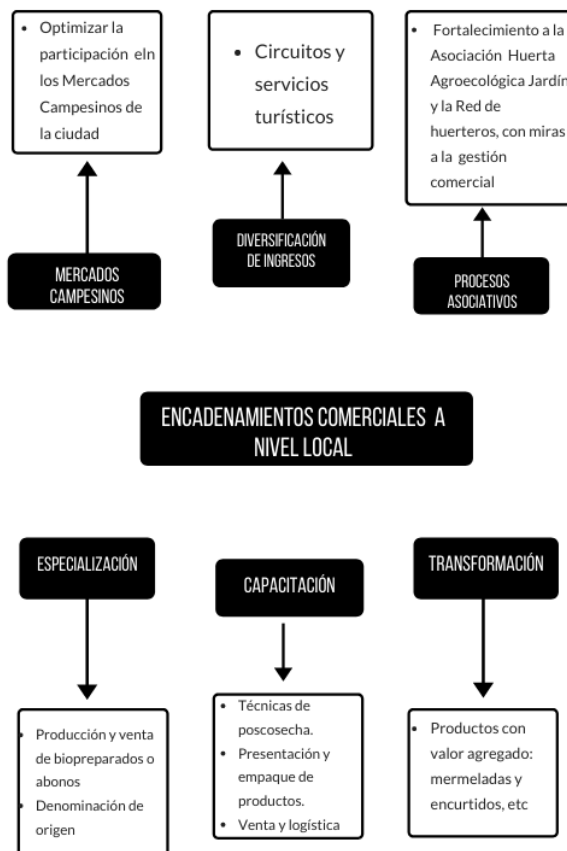 • Optimizar la
participación eln
los Mercados
Campesinos de
la ciudad
• Circuitos y
servicios
turísticos
• Fortalecimiento a la
Asociación Huerta
Agroecológica Jardín
y la Red de
huerteros, con miras
a la gestión
comercial
MERCADOS
CAMPESINOS
DIVERSIFICACIÓN
DE INGRESOS
PROCESOS
ASOCIATIVOS
ENCADENAMIENTOS COMERCIALES A
NIVEL LOCAL
ESPECIALIZACIÓN
CAPACITACIÓN
TRANSFORMACIÓN
• Producción y venta
de biopreparados o
abonos
• Denominación de
origen
• Técnicas de
poscosecha.
• Presentación y
empaque de
productos.
• Venta y logística
• Productos con
valor agregado:
mermeladas y
encurtidos, etc